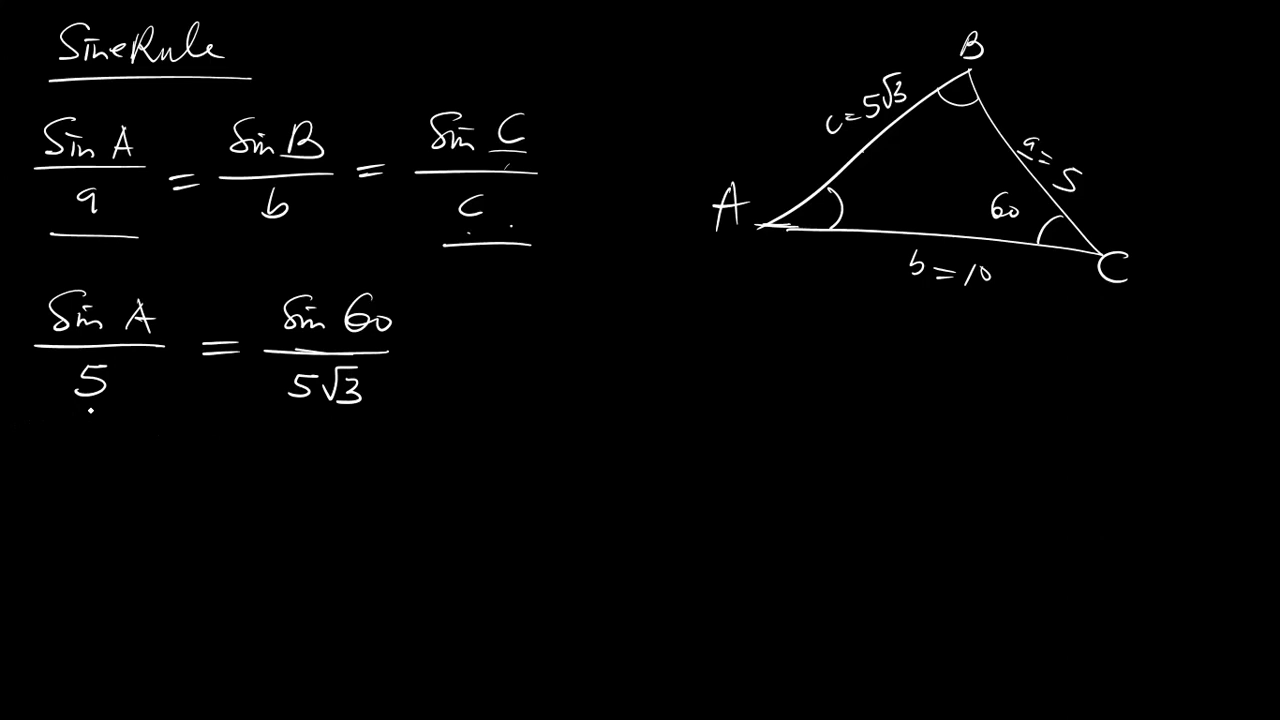 Sine Rule
Sin A / a = Sin B / b = Sin C / c
Sin A / 5 = Sin 60 / 5√3
B
c = 5√3
a = 5
A
60
C
b = 10